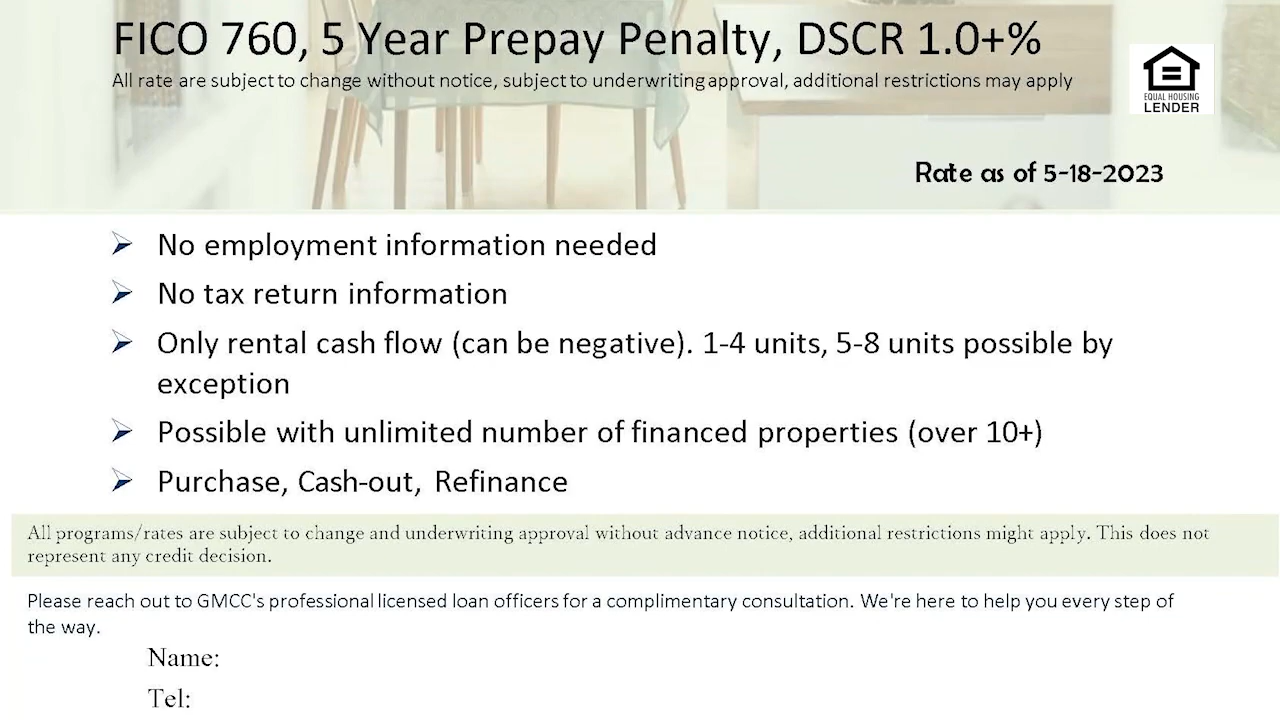 FICO 760, 5 Year Prepay Penalty, DSCR 1.0+%
All rate are subject to change without notice, subject to underwriting approval, additional restrictions may apply
EQUAL HOUSING
LENDER
Rate as of 5-18-2023
No employment information needed
No tax return information
Only rental cash flow (can be negative). 1-4 units, 5-8 units possible by
exception
Possible with unlimited number of financed properties (over 10+)
Purchase, Cash-out, Refinance
All programs/rates are subject to change and underwriting approval without advance notice, additional restrictions might apply. This does not
represent any credit decision.
Please reach out to GMCC's professional licensed loan officers for a complimentary consultation. We're here to help you every step of
the way.
Name:
Tel: